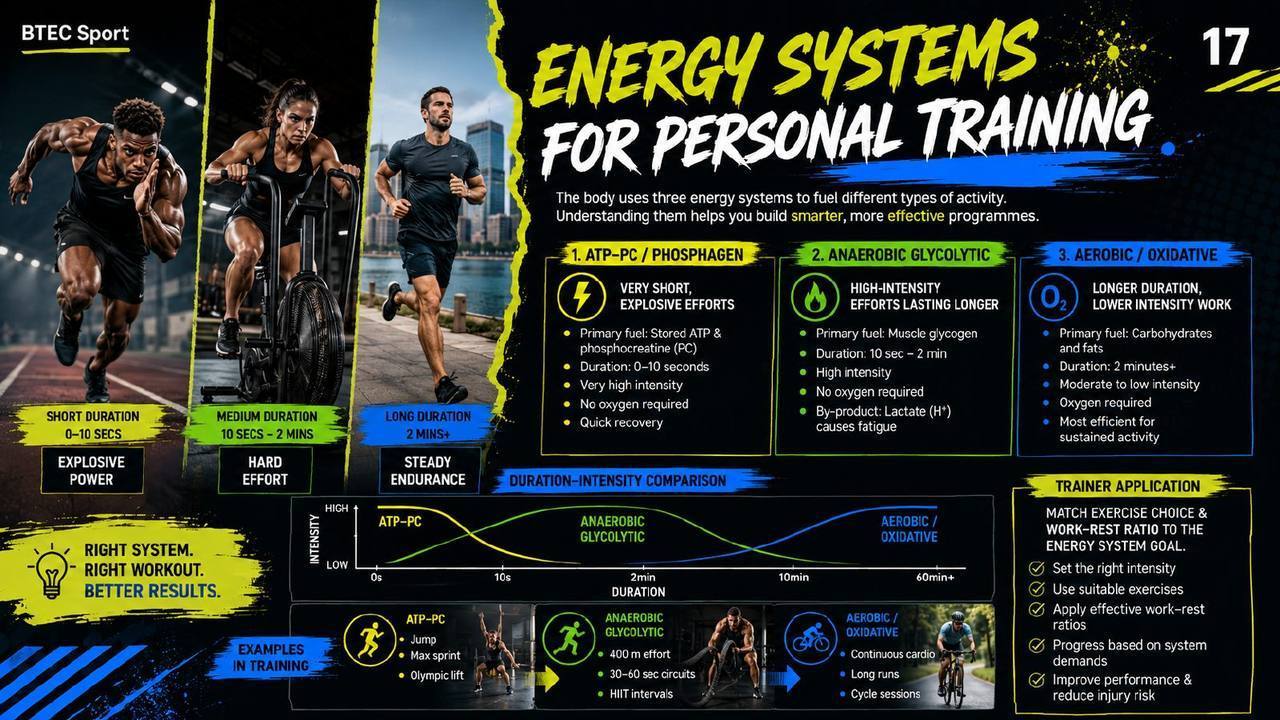 BTEC Sport
17
ENERGY SYSTEMS
FOR PERSONAL TRAINING
The body uses three energy systems to fuel different types of activity.
Understanding them helps you build smarter, more effective programmes.
1. ATP–PC / PHOSPHAGEN
VERY SHORT,
EXPLOSIVE EFFORTS
Primary fuel: Stored ATP &
phosphocreatine (PC)
Duration: 0–10 seconds
Very high intensity
No oxygen required
Quick recovery
2. ANAEROBIC GLYCOLYTIC
HIGH-INTENSITY
EFFORTS LASTING LONGER
Primary fuel: Muscle glycogen
Duration: 10 sec – 2 min
High intensity
No oxygen required
By-product: Lactate (H⁺)
causes fatigue
3. AEROBIC / OXIDATIVE
O₂
LONGER DURATION,
LOWER INTENSITY WORK
Primary fuel: Carbohydrates
and fats
Duration: 2 minutes+
Moderate to low intensity
Oxygen required
Most efficient for
sustained activity
SHORT DURATION
0–10 SECS
EXPLOSIVE
POWER
MEDIUM DURATION
10 SECS – 2 MINS
HARD
EFFORT
LONG DURATION
2 MINS+
STEADY
ENDURANCE
RIGHT SYSTEM.
RIGHT WORKOUT.
BETTER RESULTS.
DURATION–INTENSITY COMPARISON
INTENSITY
HIGH
LOW
ATP–PC
ANAEROBIC
GLYCOLYTIC
AEROBIC /
OXIDATIVE
0s
10s
2min
10min
60min+
DURATION
EXAMPLES
IN TRAINING
ATP–PC
Jump
Max sprint
Olympic lift
ANAEROBIC
GLYCOLYTIC
400 m effort
30–60 sec circuits
HIIT intervals
AEROBIC /
OXIDATIVE
Continuous cardio
Long runs
Cycle sessions
TRAINER APPLICATION
MATCH EXERCISE CHOICE &
WORK–REST RATIO TO THE
ENERGY SYSTEM GOAL.
Set the right intensity
Use suitable exercises
Apply effective work–rest
ratios
Progress based on system
demands
Improve performance &
reduce injury risk